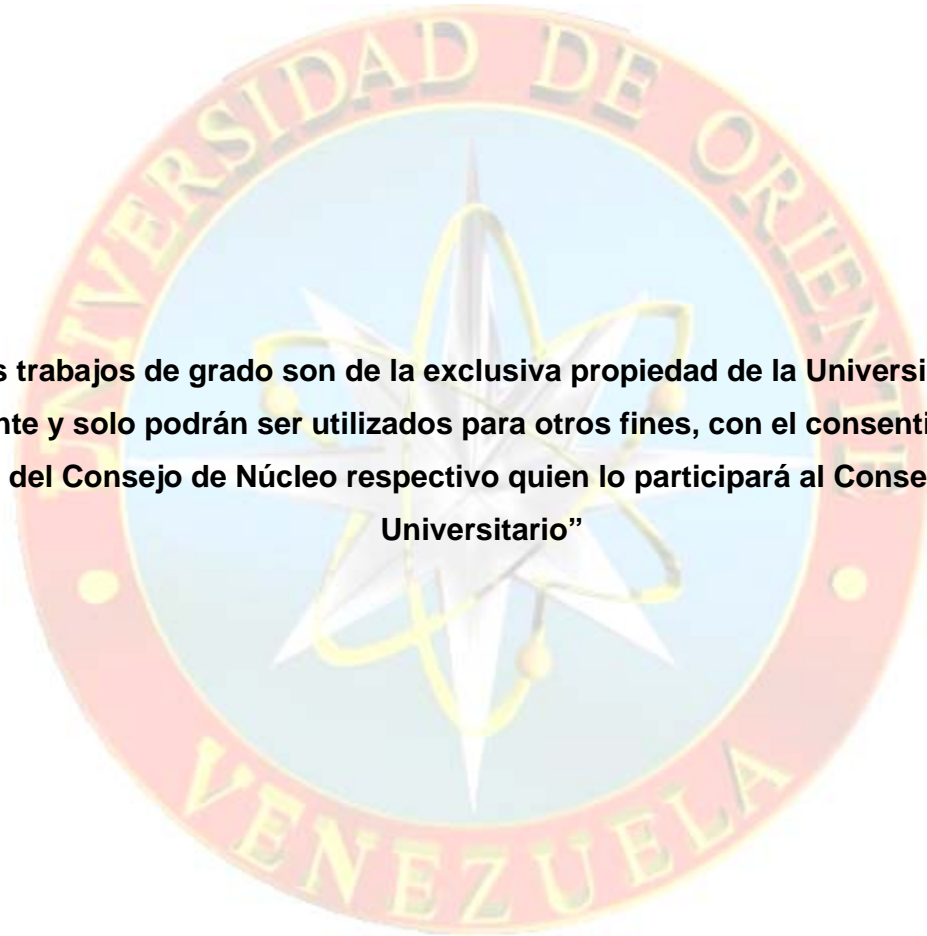 UNIVERSIDAD DE ORIENTE
s trabajos de grado son de la exclusiva propiedad de la Universi
nte y solo podrán ser utilizados para otros fines, con el consenti
del Consejo de Núcleo respectivo quien lo participará al Conse
Universitario”
VENEZUELA